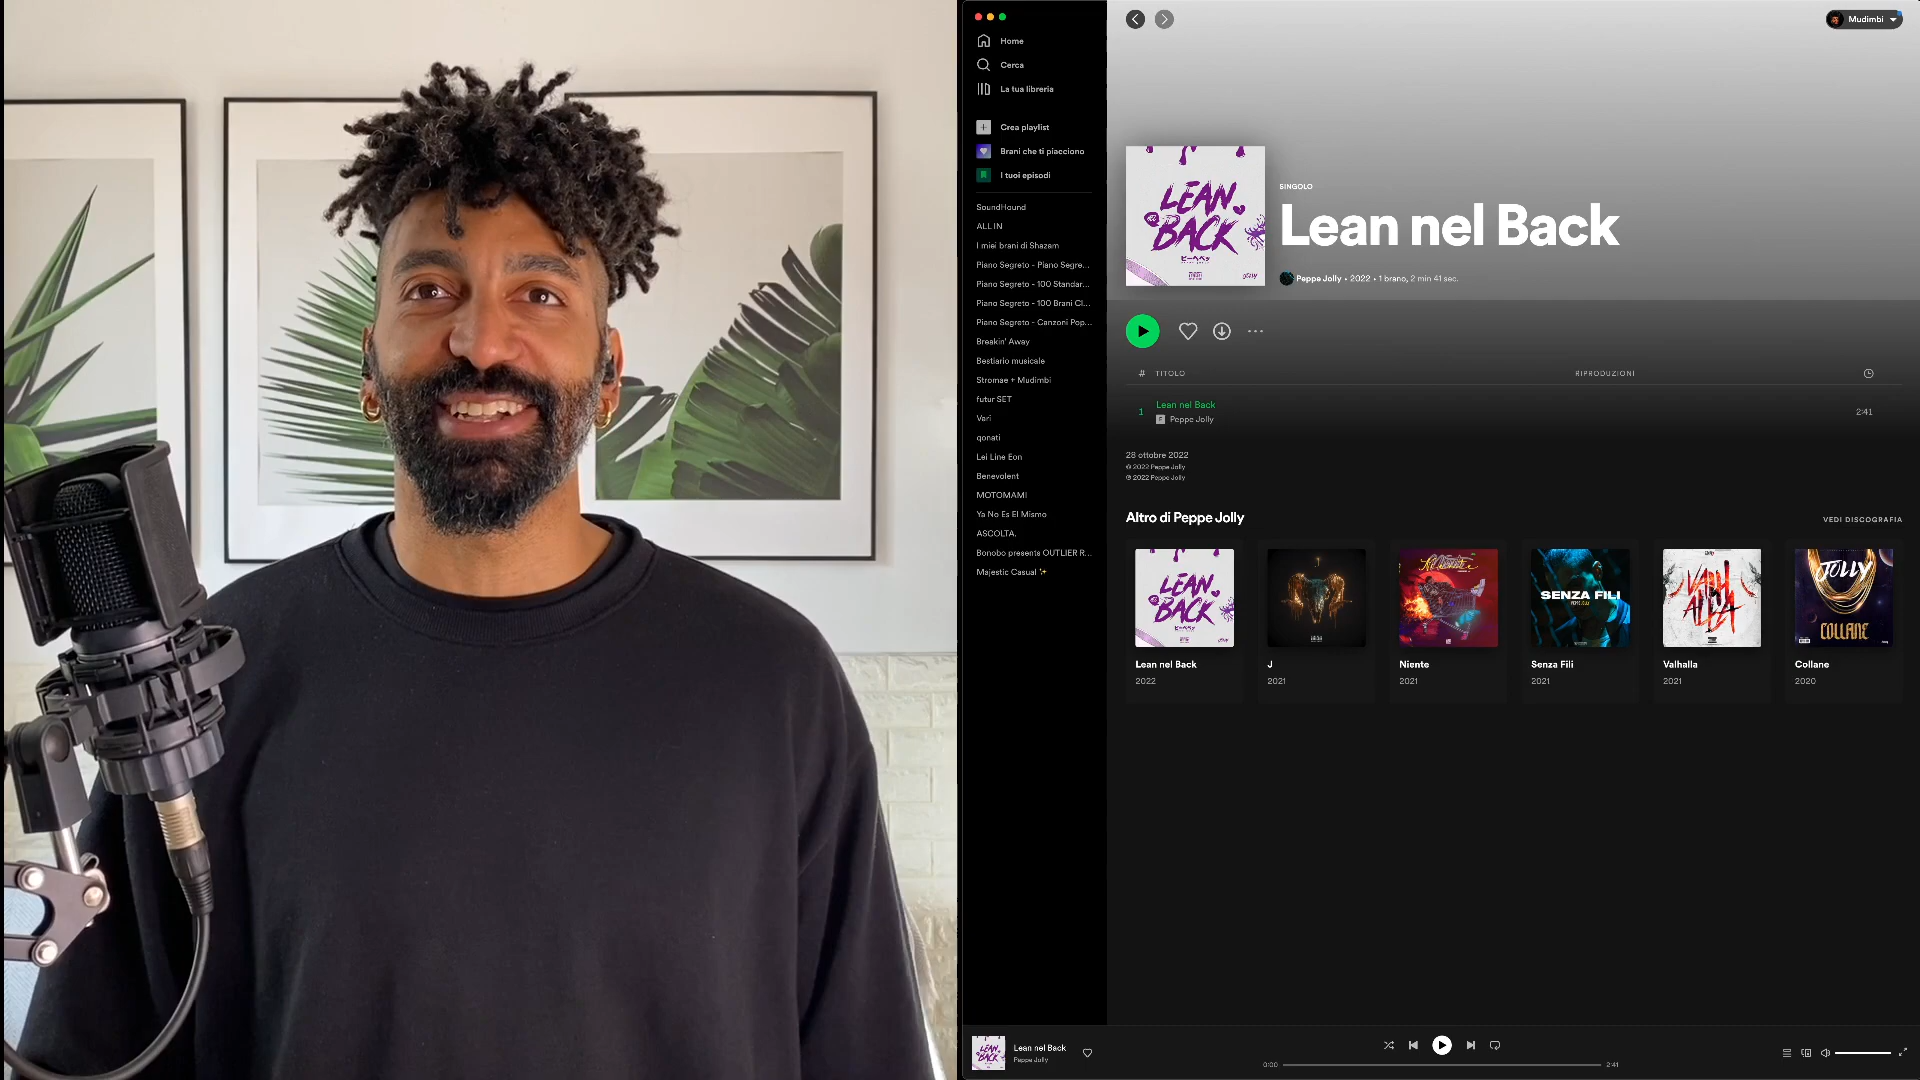 Home
Cerca
La tua libreria
Crea playlist
Brani che ti piacciono
I tuoi episodi
SoundHound
ALL IN
I miei brani di Shazam
Piano Segreto - Piano Segre...
Piano Segreto - 100 Standar...
Piano Segreto - 100 Brani Cl...
Piano Segreto - Canzoni Pop...
Breakin' Away
Bestiario musicale
Stromae + Mudimbi
futur SET
Vari
qonati
Lei Line Eon
Benevolent
MOTOMAMI
Ya No Es El Mismo
ASCOLTA.
Bonobo presents OUTLIER R...
Majestic Casual ✨
Mudimbi
LEAN
BACK
SINGOLO
Lean nel Back
Peppe Jolly • 2022 • 1 brano, 2 min 41 sec.
# TITOLO RIPRODUZIONI
1 Lean nel Back 2:41
E Peppe Jolly
28 ottobre 2022
© 2022 Peppe Jolly
℗ 2022 Peppe Jolly
Altro di Peppe Jolly
VEDI DISCOGRAFIA
LEAN
BACK
Lean nel Back
2022
J
2021
Niente
2021
SENZA FILI
Senza Fili
2021
Valhalla
2021
JOLLY
COLLANE
Collane
2020
LEAN
BACK
Lean nel Back
Peppe Jolly
0:00 2:41